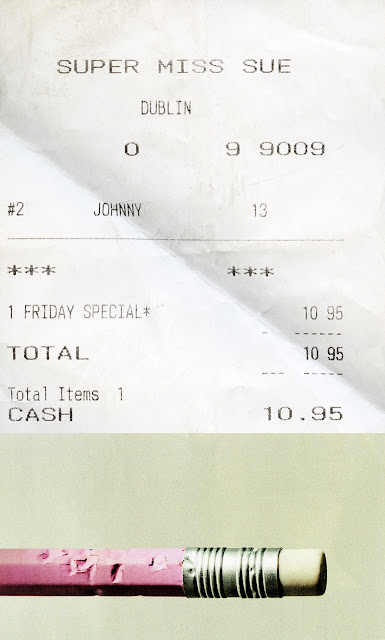 SUPER MISS SUE
DUBLIN
0 9 9009
#2 JOHNNY 13
*** ***
1 FRIDAY SPECIAL* 10 95
TOTAL 10 95
Total Items 1
CASH 10.95